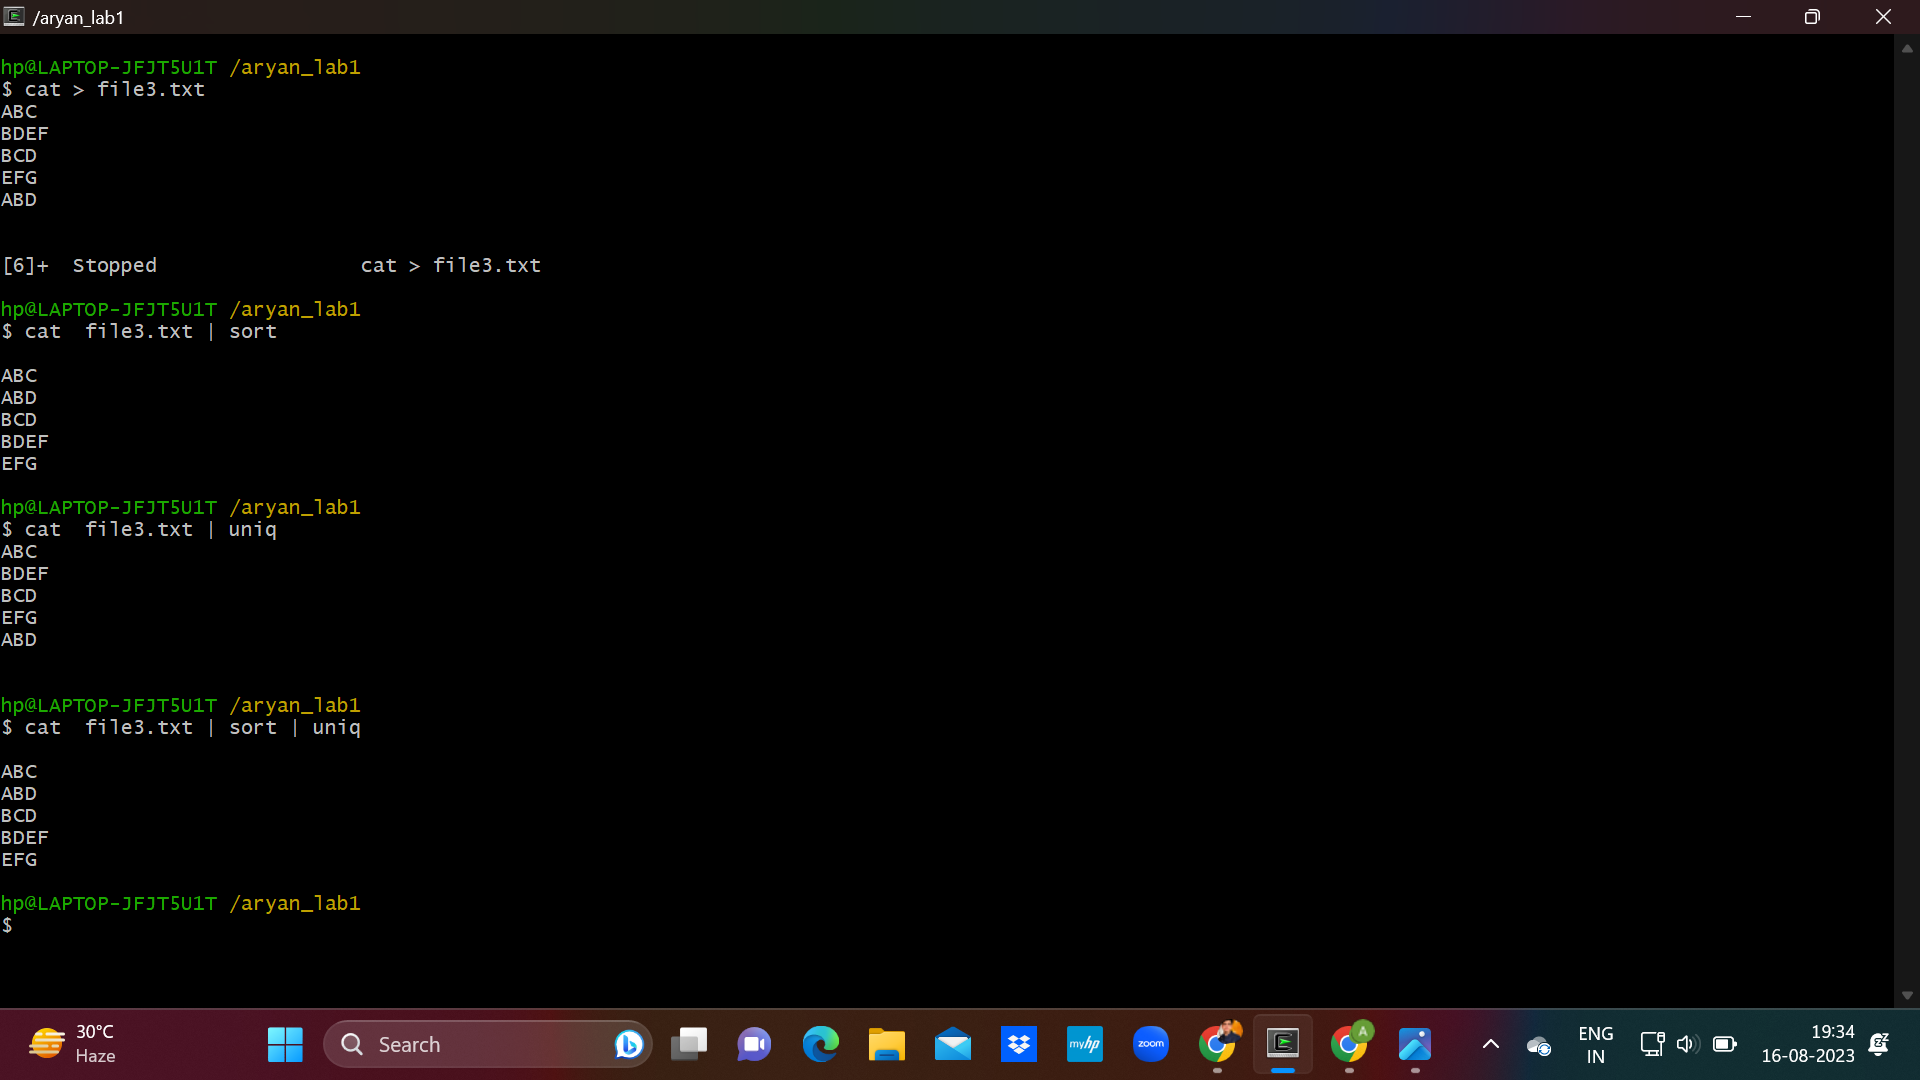 /aryan_lab1
hp@LAPTOP-JFJT5U1T /aryan_lab1
$ cat > file3.txt
ABC
BDEF
BCD
EFG
ABD
[6]+  Stopped                 cat > file3.txt
hp@LAPTOP-JFJT5U1T /aryan_lab1
$ cat  file3.txt | sort
ABC
ABD
BCD
BDEF
EFG
hp@LAPTOP-JFJT5U1T /aryan_lab1
$ cat  file3.txt | uniq
ABC
BDEF
BCD
EFG
ABD
hp@LAPTOP-JFJT5U1T /aryan_lab1
$ cat  file3.txt | sort | uniq
ABC
ABD
BCD
BDEF
EFG
hp@LAPTOP-JFJT5U1T /aryan_lab1
$
30°C
Haze
Search
myhp
zoom
A
ENG
IN
19:34
16-08-2023